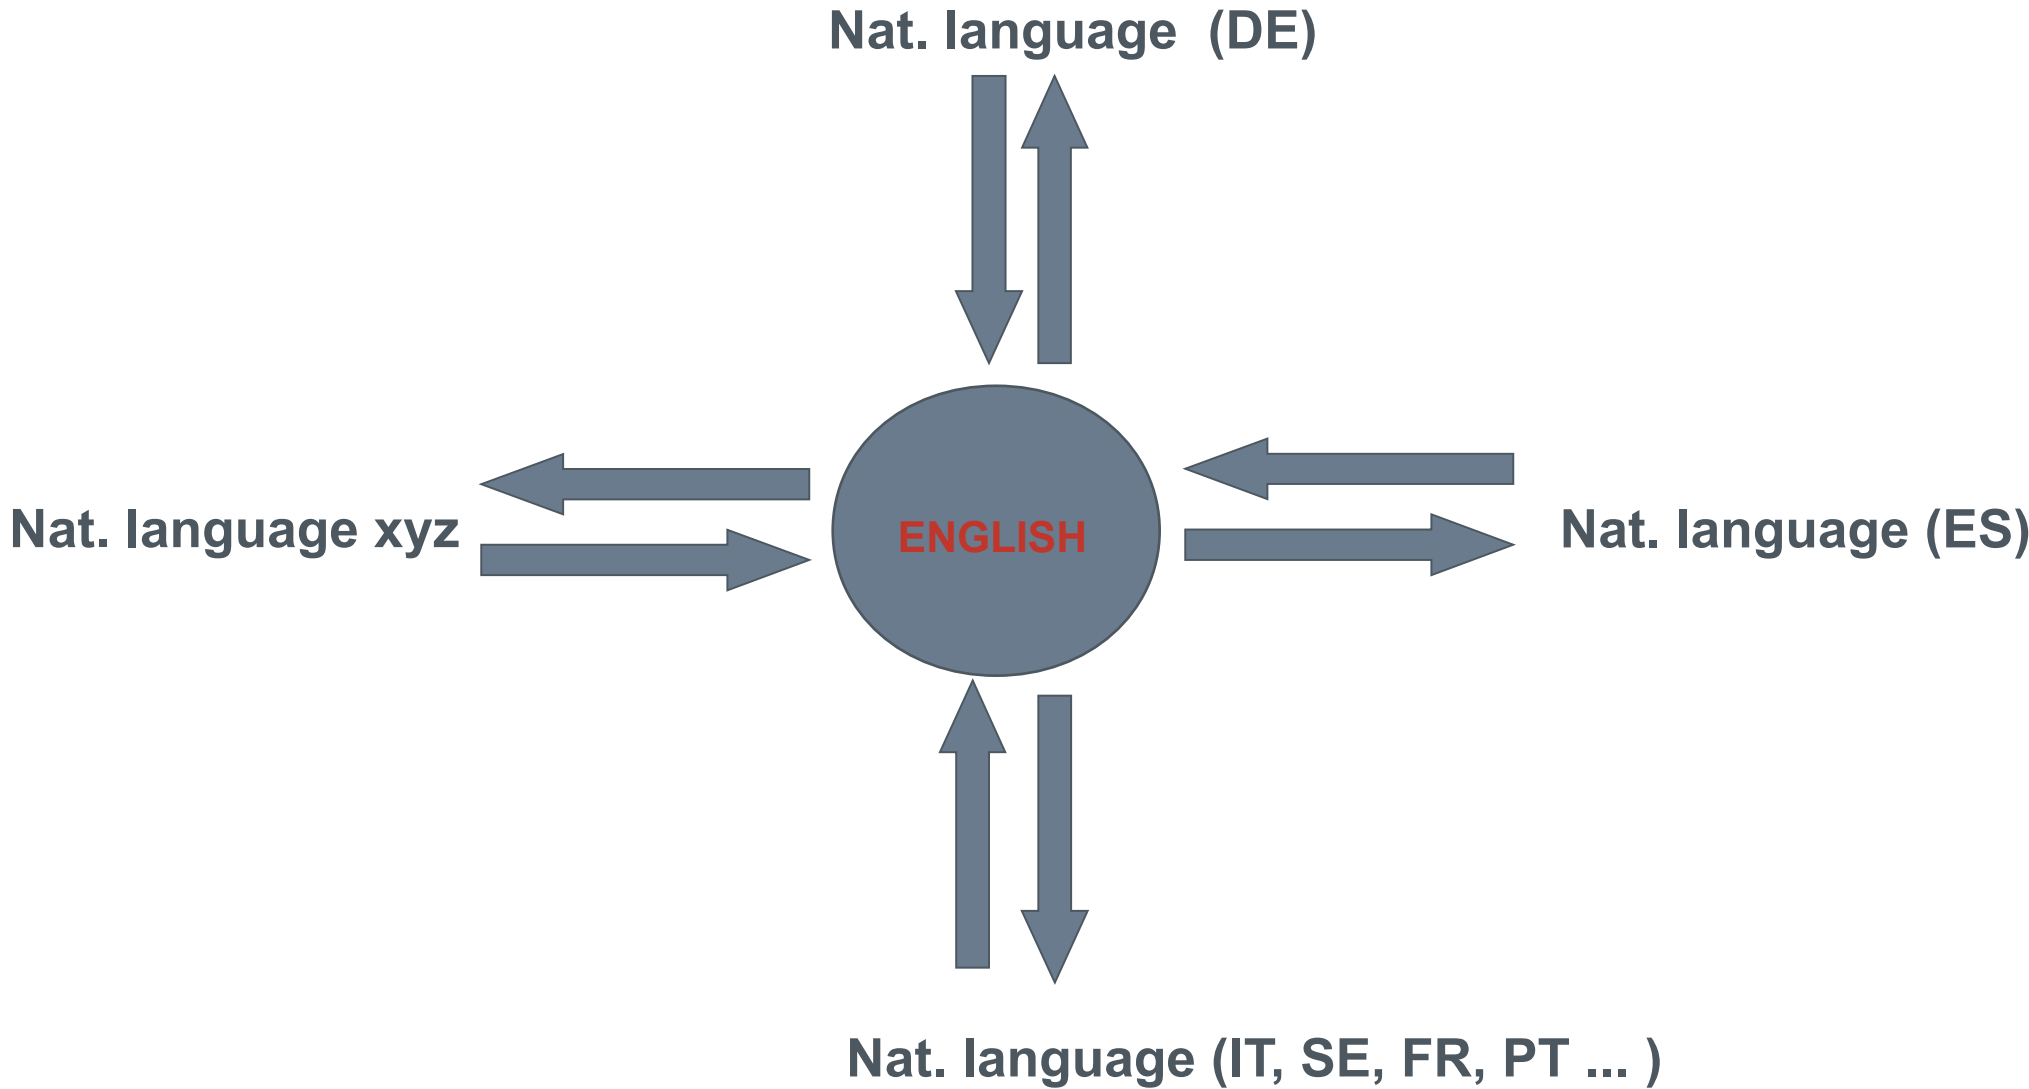 Nat. language  (DE)
Nat. language xyz
ENGLISH
Nat. language (ES)
Nat. language (IT, SE, FR, PT ... )